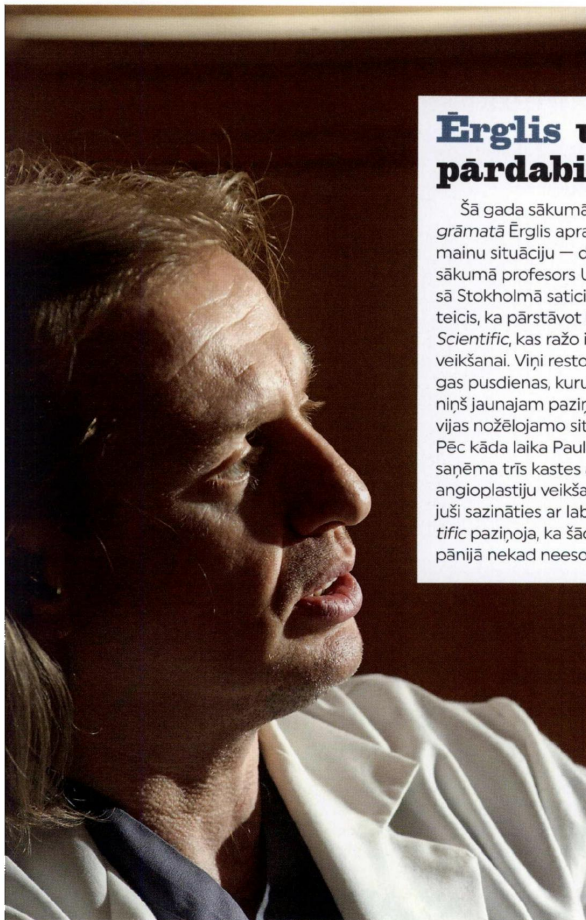 Ērglis u
pārdabi
Šā gada sākumā
grāmatā Ērglis apra
mainu situāciju — d
sākumā profesors U
sā Stokholmā satici
teicis, ka pārstāvot
Scientific, kas ražo i
veikšanai. Viņi resto
gas pusdienas, kuru
niņš jaunajam paziņ
vijas nožēlojamo sit
Pēc kāda laika Paul
saņēma trīs kastes
angioplastiju veikša
juši sazināties ar lab
tific paziņoja, ka šād
pānijā nekad neeso